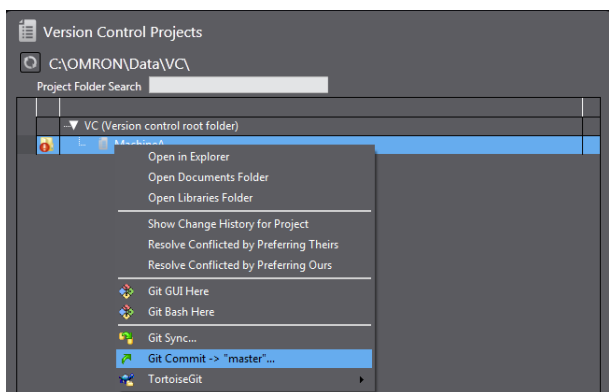 Version Control Projects
C:\OMRON\Data\VC\
Project Folder Search
VC (Version control root folder)
MachineA
Open in Explorer
Open Documents Folder
Open Libraries Folder
Show Change History for Project
Resolve Conflicted by Preferring Theirs
Resolve Conflicted by Preferring Ours
Git GUI Here
Git Bash Here
Git Sync...
Git Commit -> "master"...
TortoiseGit